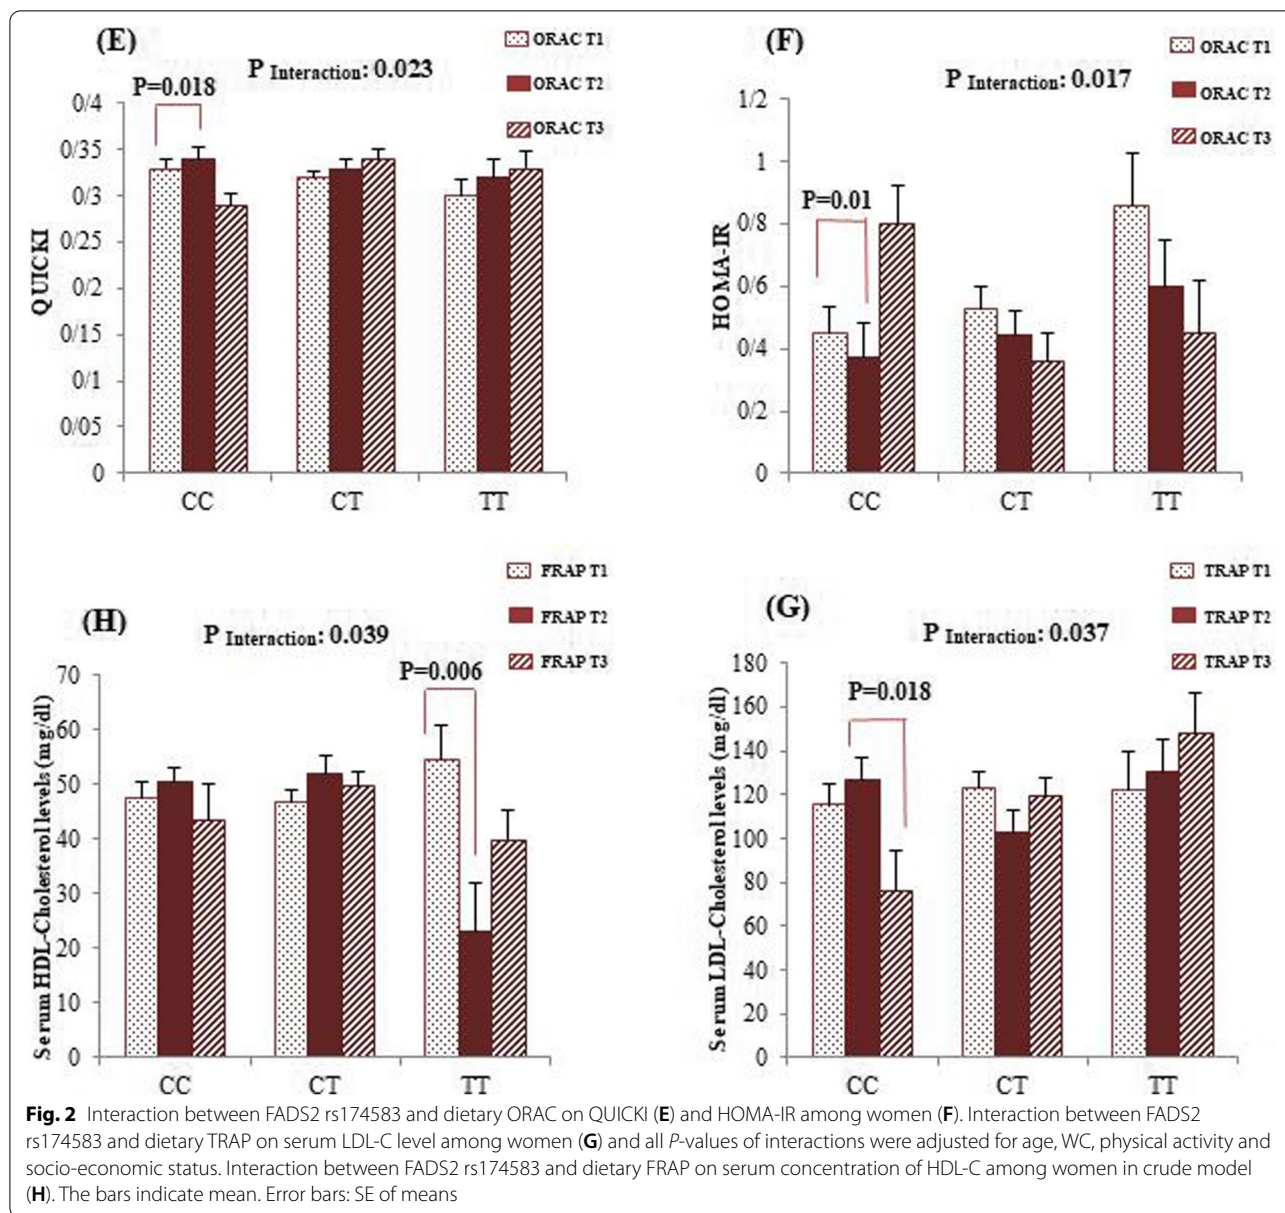 (E)
P Interaction: 0.023
ORAC T1
ORAC T2
ORAC T3
P=0.018
QUICKI
0/4
0/35
0/3
0/25
0/2
0/15
0/1
0/05
0
CC CT TT
(F)
P Interaction: 0.017
ORAC T1
ORAC T2
ORAC T3
P=0.01
HOMA-IR
1/2
1
0/8
0/6
0/4
0/2
0
CC CT TT
(H)
P Interaction: 0.039
FRAP T1
FRAP T2
FRAP T3
P=0.006
Serum HDL-Cholesterol levels (mg/dl)
70
60
50
40
30
20
10
0
CC CT TT
(G)
P Interaction: 0.037
TRAP T1
TRAP T2
TRAP T3
P=0.018
Serum LDL-Cholesterol levels (mg/dl)
180
160
140
120
100
80
60
40
20
0
CC CT TT
Fig. 2 Interaction between FADS2 rs174583 and dietary ORAC on QUICKI (E) and HOMA-IR among women (F). Interaction between FADS2
rs174583 and dietary TRAP on serum LDL-C level among women (G) and all P-values of interactions were adjusted for age, WC, physical activity and
socio-economic status. Interaction between FADS2 rs174583 and dietary FRAP on serum concentration of HDL-C among women in crude model
(H). The bars indicate mean. Error bars: SE of means